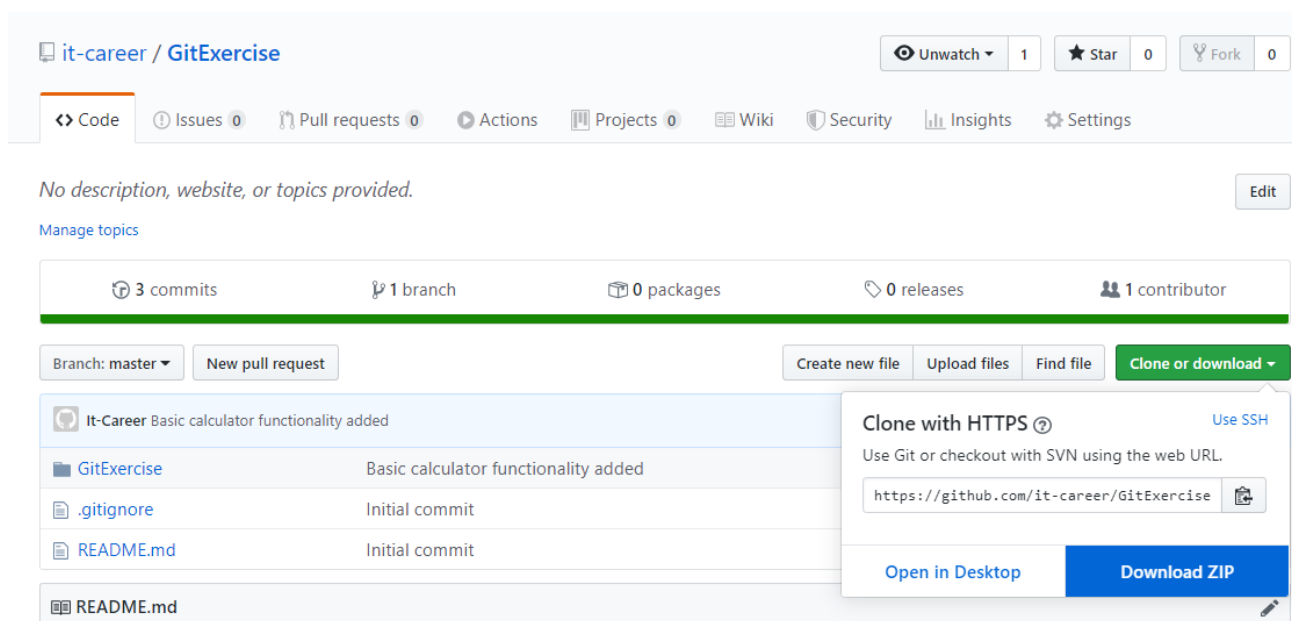 it-career / GitExercise Unwatch 1 Star 0 Fork 0
Code Issues 0 Pull requests 0 Actions Projects 0 Wiki Security Insights Settings
No description, website, or topics provided. Edit
Manage topics
3 commits 1 branch 0 packages 0 releases 1 contributor
Branch: master New pull request Create new file Upload files Find file Clone or download
It-Career Basic calculator functionality added
Clone with HTTPS Use SSH
Use Git or checkout with SVN using the web URL.
GitExercise Basic calculator functionality added
https://github.com/it-career/GitExercise
.gitignore Initial commit
README.md Initial commit
Open in Desktop Download ZIP
README.md